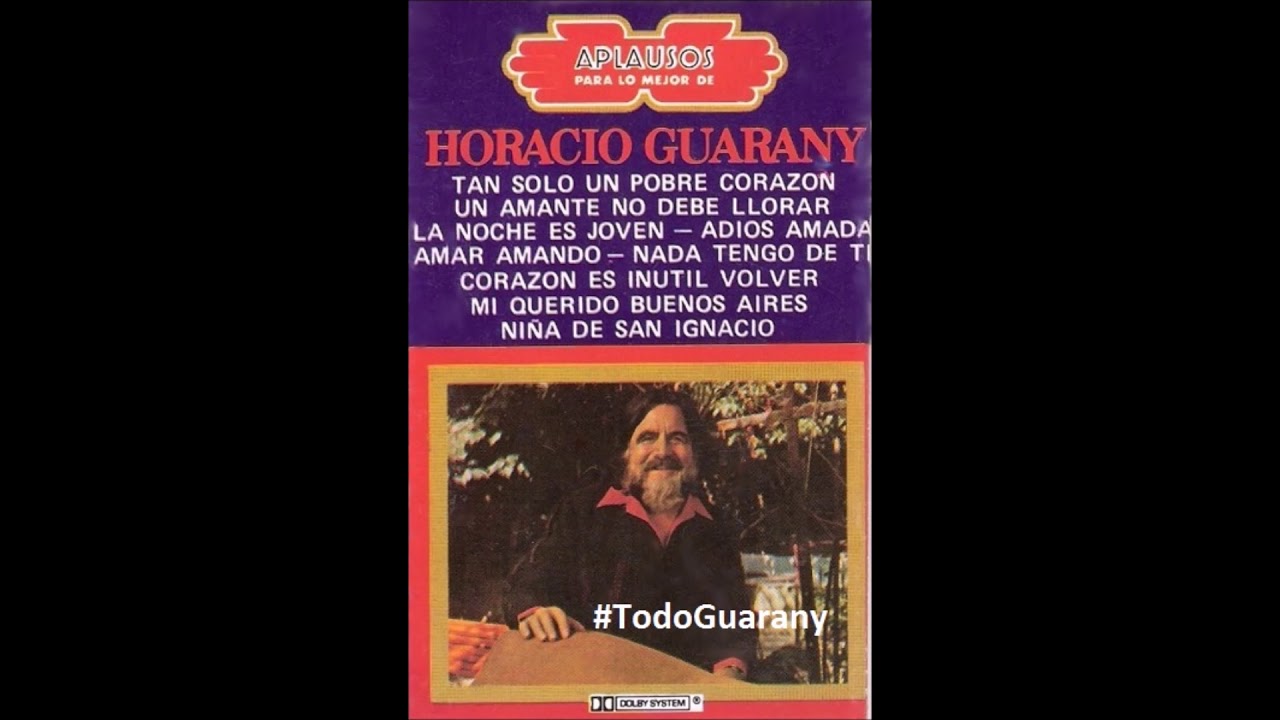 APLAUSOS
PARA LO MEJOR DE
HORACIO GUARANY
TAN SOLO UN POBRE CORAZON
UN AMANTE NO DEBE LLORAR
LA NOCHE ES JOVEN — ADIOS AMADA
AMAR AMANDO — NADA TENGO DE TI
CORAZON ES INUTIL VOLVER
MI QUERIDO BUENOS AIRES
NIÑA DE SAN IGNACIO
#TodoGuarany
DOLBY SYSTEM ®